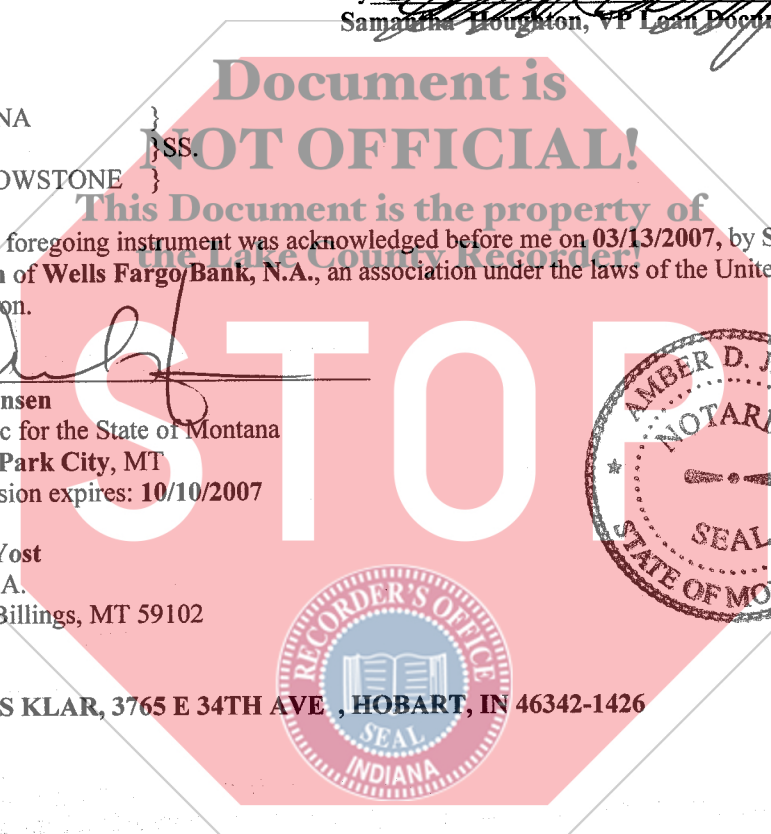 Samantha Houghton, VP Loan Docu
Document is
NA }
NOT OFFICIAL!
}SS.
OWSTONE }
This Document is the property of
foregoing instrument was acknowledged before me on 03/13/2007, by S
the Lake County Recorder!
n of Wells Fargo Bank, N.A., an association under the laws of the Unite
on.
STOP
nsen
c for the State of Montana
Park City, MT
sion expires: 10/10/2007
AMBER D. J
NOTARI
SEAL
STATE OF MO
Yost
A.
Billings, MT 59102
RECORDER'S OFFICE
S KLAR, 3765 E 34TH AVE , HOBART, IN 46342-1426
SEAL
INDIANA